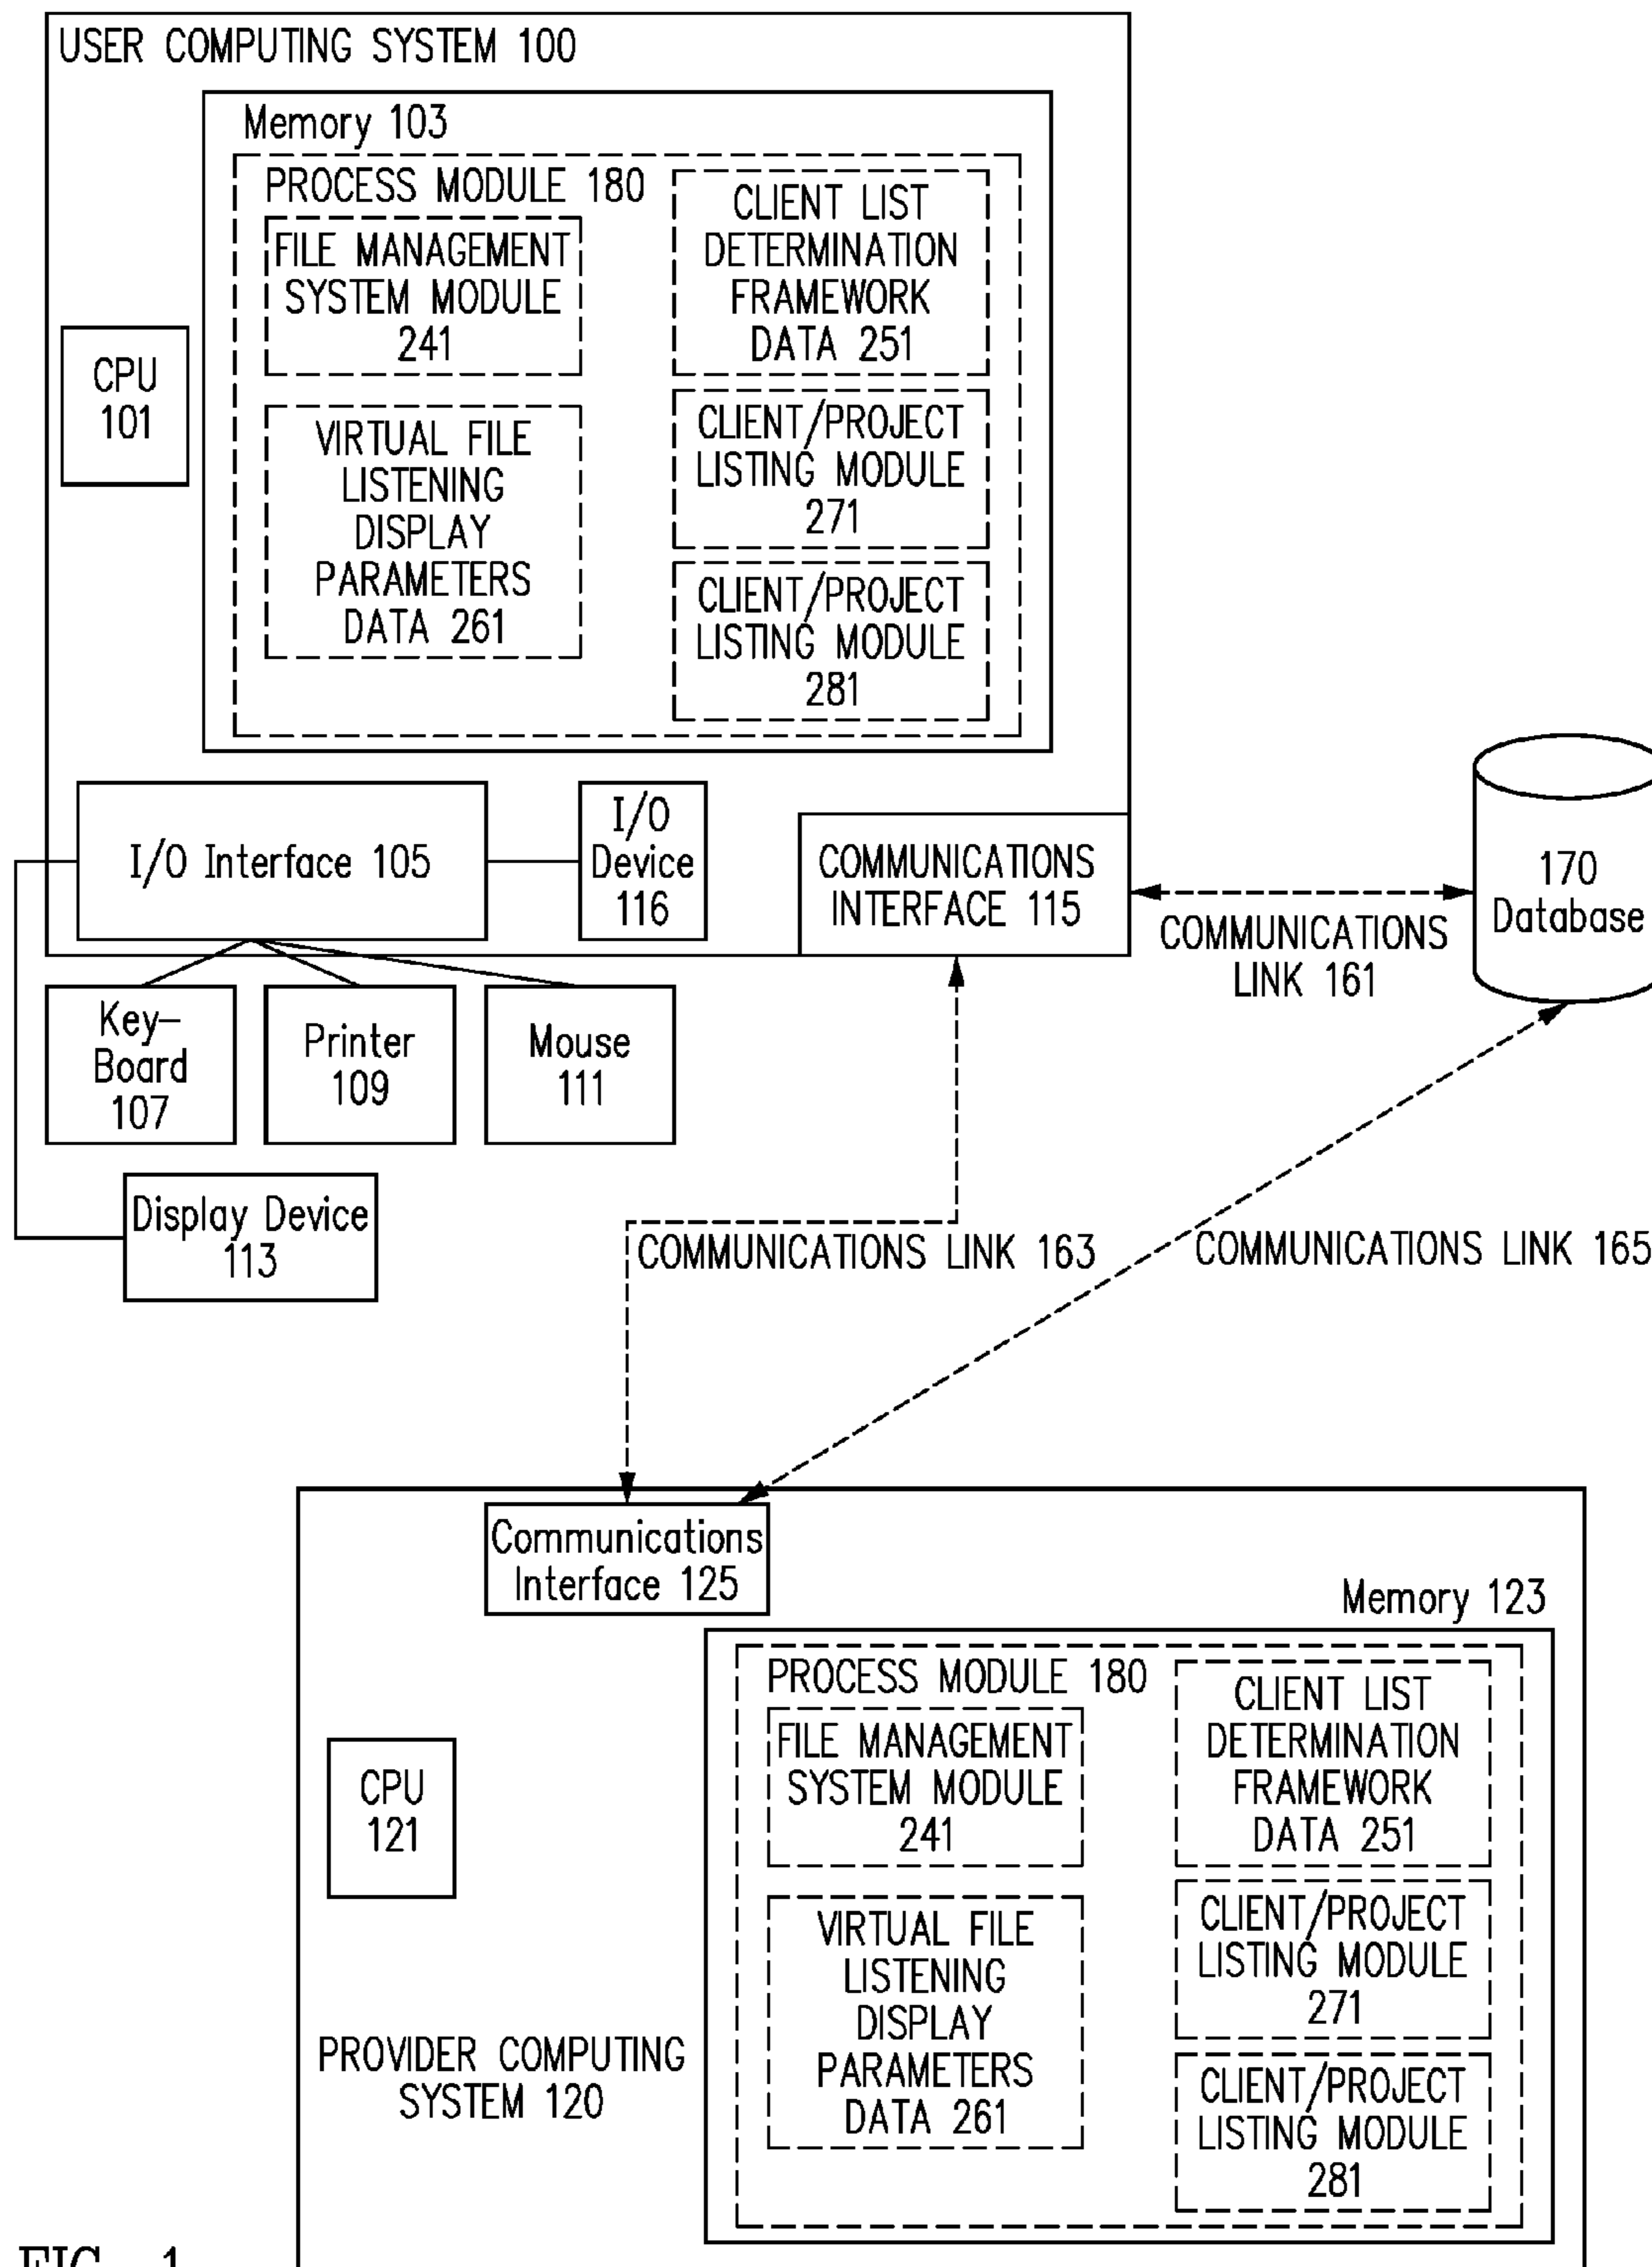 USER COMPUTING SYSTEM 100
Memory 103
PROCESS MODULE 180
FILE MANAGEMENT
SYSTEM MODULE
241
VIRTUAL FILE
LISTENING
DISPLAY
PARAMETERS
DATA 261
CLIENT LIST
DETERMINATION
FRAMEWORK
DATA 251
CLIENT/PROJECT
LISTING MODULE
271
CLIENT/PROJECT
LISTING MODULE
281
CPU
101
I/O Interface 105
I/O
Device
116
COMMUNICATIONS
INTERFACE 115
COMMUNICATIONS
LINK 161
170
Database
Key-
Board
107
Printer
109
Mouse
111
Display Device
113
COMMUNICATIONS LINK 163
COMMUNICATIONS LINK 165
Communications
Interface 125
Memory 123
PROCESS MODULE 180
FILE MANAGEMENT
SYSTEM MODULE
241
VIRTUAL FILE
LISTENING
DISPLAY
PARAMETERS
DATA 261
CLIENT LIST
DETERMINATION
FRAMEWORK
DATA 251
CLIENT/PROJECT
LISTING MODULE
271
CLIENT/PROJECT
LISTING MODULE
281
CPU
121
PROVIDER COMPUTING
SYSTEM 120
FIG. 1